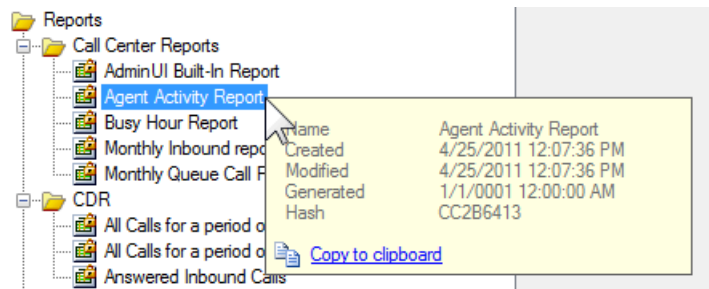 Reports
Call Center Reports
AdminUI Built-In Report
Agent Activity Report
Busy Hour Report
Monthly Inbound repo
Monthly Queue Call
CDR
All Calls for a period o
All Calls for a period o
Answered Inbound Calls
Name Agent Activity Report
Created 4/25/2011 12:07:36 PM
Modified 4/25/2011 12:07:36 PM
Generated 1/1/0001 12:00:00 AM
Hash CC2B6413
Copy to clipboard